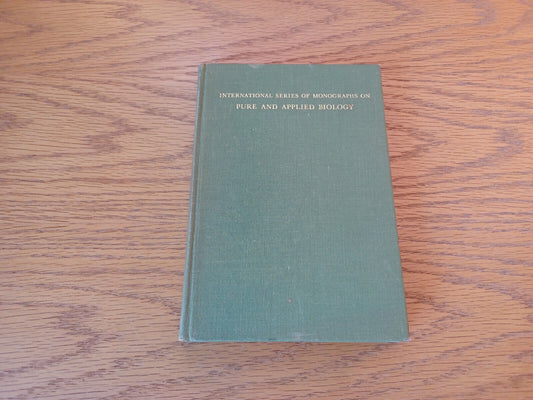 INTERNATIONAL SERIES OF MONOGRAPHS ON
PURE AND APPLIED BIOLOGY